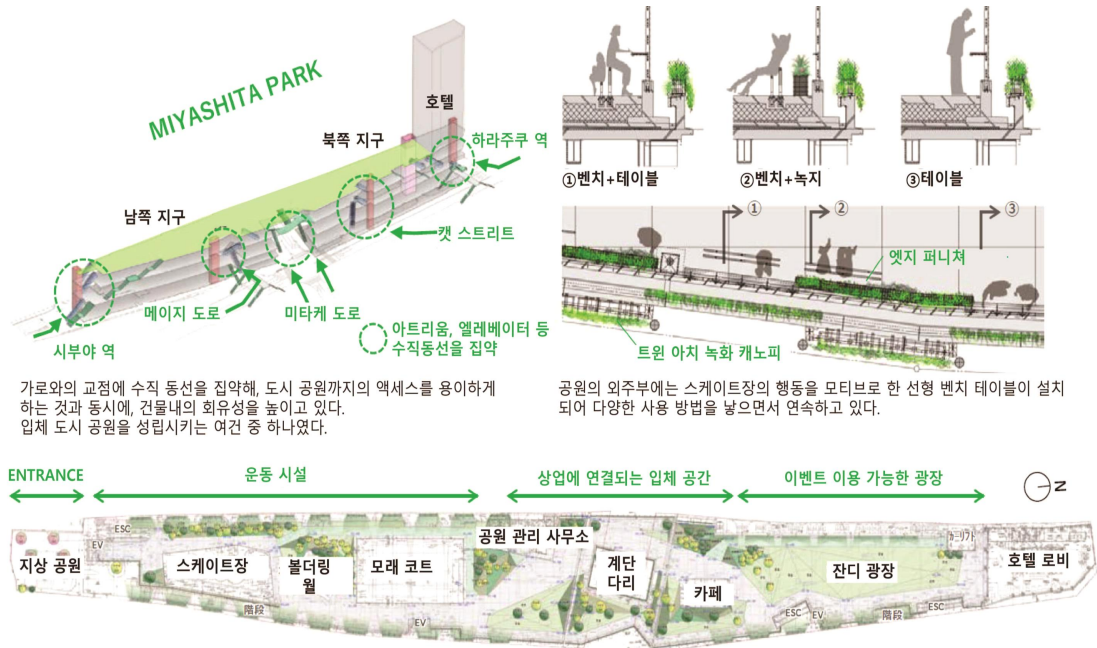 MIYASHITA PARK
호텔
북쪽 지구
하라주쿠 역
남쪽 지구
캣 스트리트
메이지 도로
미타케 도로
시부야 역
아트리움, 엘레베이터 등
수직동선을 집약
가로와의 교점에 수직 동선을 집약해, 도시 공원까지의 액세스를 용이하게
하는 것과 동시에, 건물내의 회유성을 높이고 있다.
입체 도시 공원을 성립시키는 여건 중 하나였다.
①벤치+테이블
②벤치+녹지
③테이블
①
②
③
엣지 퍼니쳐
트윈 아치 녹화 캐노피
공원의 외주부에는 스케이트장의 행동을 모티브로 한 선형 벤치 테이블이 설치
되어 다양한 사용 방법을 낳으면서 연속하고 있다.
ENTRANCE
운동 시설
상업에 연결되는 입체 공간
이벤트 이용 가능한 광장
N
ESC
EV
지상 공원
스케이트장
볼더링
월
모래 코트
공원 관리 사무소
계단
다리
카페
잔디 광장
호텔 로비
階段
EV
ESC
EV
階段
ESC